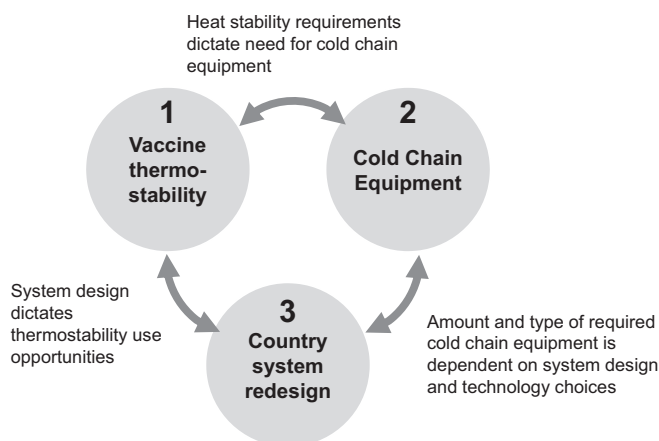 Heat stability requirements
dictate need for cold chain
equipment
1
Vaccine
thermo-
stability
2
Cold Chain
Equipment
System design
dictates
thermostability use
opportunities
3
Country
system
redesign
Amount and type of required
cold chain equipment is
dependent on system design
and technology choices